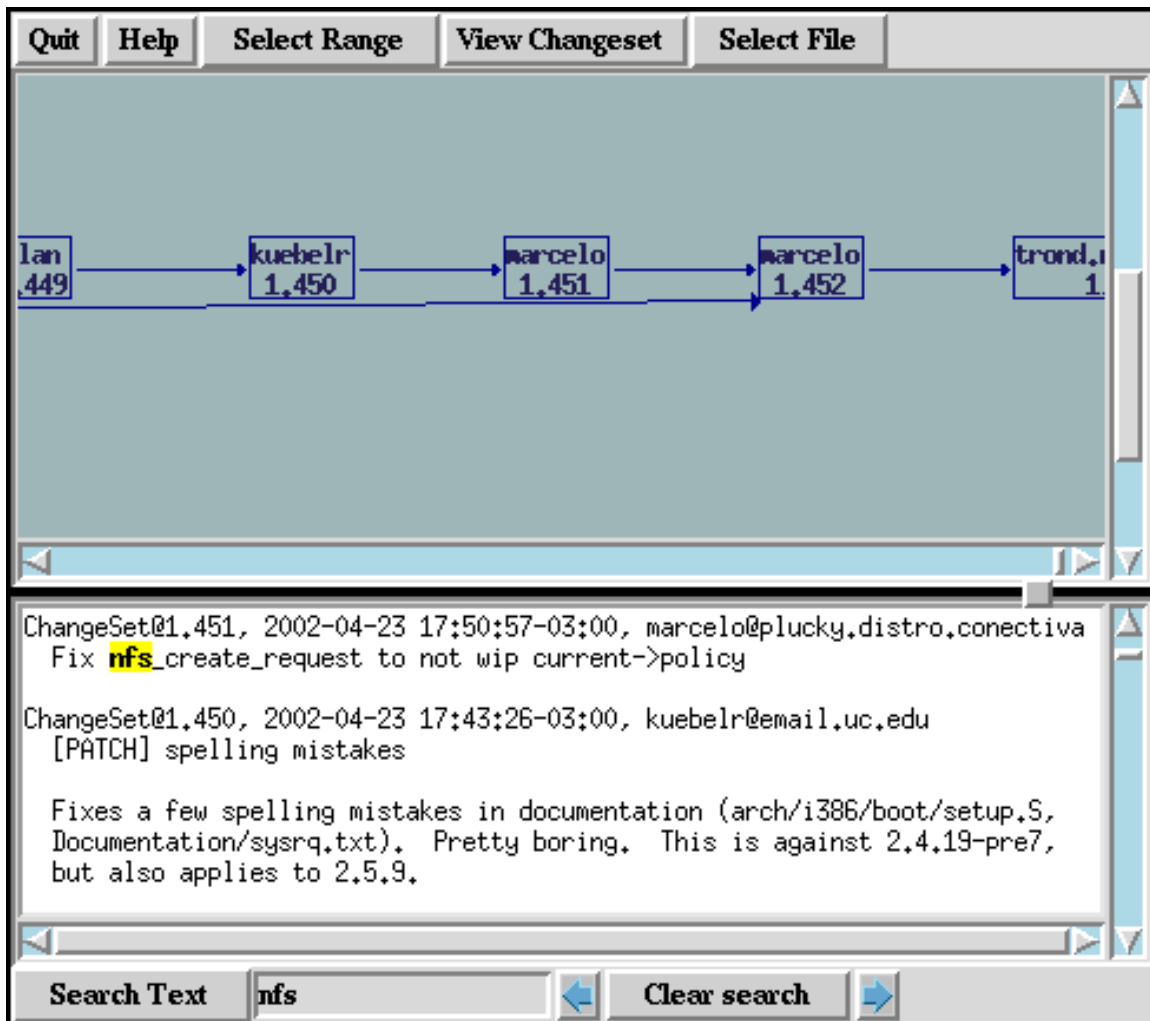 Quit Help Select Range View Changeset Select File
lan kuebelr marcelo marcelo trond.
.449 1.450 1.451 1.452 1.
ChangeSet@1.451, 2002-04-23 17:50:57-03:00, marcelo@plucky.distro.conectiva
Fix nfs_create_request to not wip current->policy
ChangeSet@1.450, 2002-04-23 17:43:26-03:00, kuebelr@email.uc.edu
[PATCH] spelling mistakes
Fixes a few spelling mistakes in documentation (arch/i386/boot/setup.S,
Documentation/sysrq.txt). Pretty boring. This is against 2.4.19-pre7,
but also applies to 2.5.9.
Search Text nfs Clear search